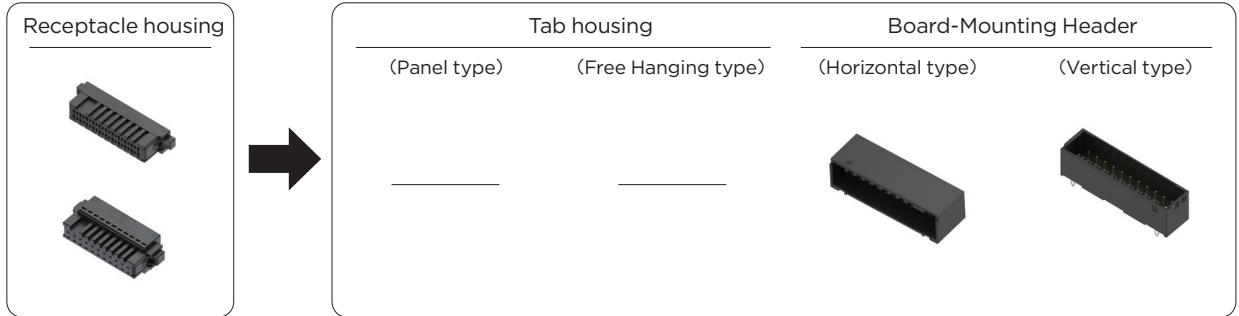 Receptacle housing
Tab housing
Board-Mounting Header
(Panel type)
(Free Hanging type)
(Horizontal type)
(Vertical type)